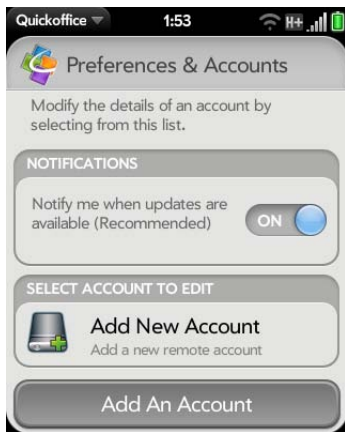 Quickoffice 1:53 H+
Preferences & Accounts
Modify the details of an account by
selecting from this list.
NOTIFICATIONS
Notify me when updates are
available (Recommended)
ON
SELECT ACCOUNT TO EDIT
Add New Account
Add a new remote account
Add An Account